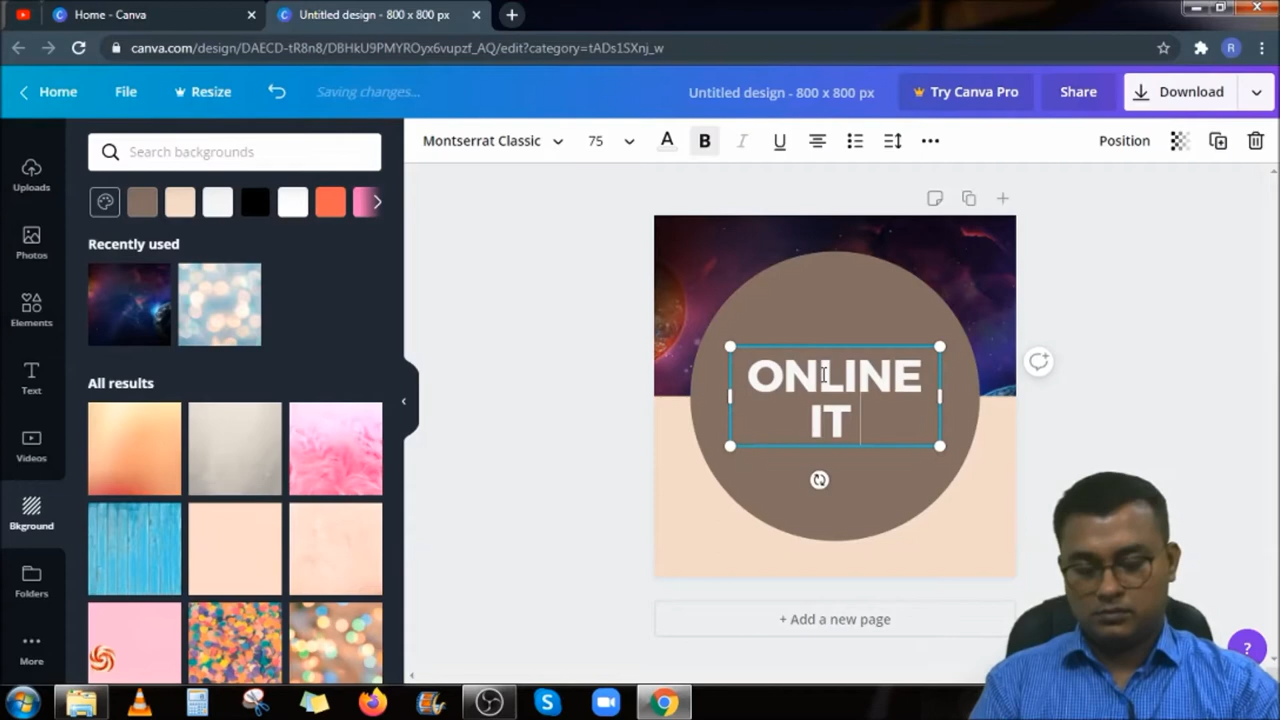 Home - Canva
Untitled design - 800 x 800 px
canva.com/design/DAECD-tR8n8/DBHkU9PMYROyx6vupzf_AQ/edit?category=tADs1SXnj_w
R
Home
File
Resize
Saving changes...
Untitled design - 800 x 800 px
Try Canva Pro
Share
Download
Search backgrounds
Montserrat Classic
75
A
B
I
U
Position
Uploads
Photos
Elements
Text
Videos
Bkground
Folders
More
Recently used
All results
ONLINE
IT
+ Add a new page
?